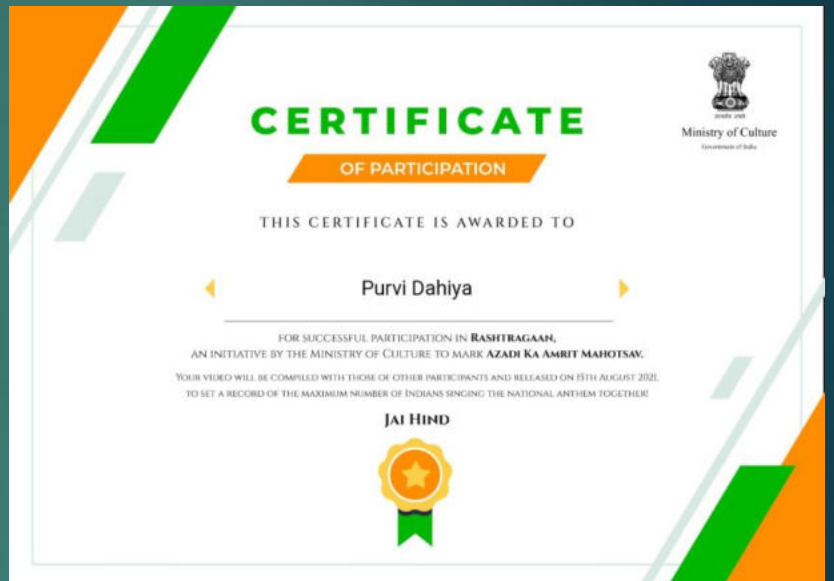 CERTIFICATE
OF PARTICIPATION
Ministry of Culture
Government of India
THIS CERTIFICATE IS AWARDED TO
Purvi Dahiya
FOR SUCCESSFUL PARTICIPATION IN RASHTRAGAAN,
AN INITIATIVE BY THE MINISTRY OF CULTURE TO MARK AZADI KA AMRIT MAHOTSAV.
YOUR VIDEO WILL BE COMPILED WITH THOSE OF OTHER PARTICIPANTS AND RELEASED ON 15TH AUGUST 2021,
TO SET A RECORD OF THE MAXIMUM NUMBER OF INDIANS SINGING THE NATIONAL ANTHEM TOGETHER!
JAI HIND